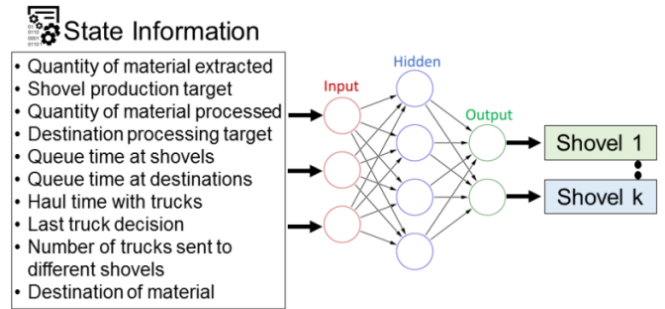 State Information
• Quantity of material extracted
• Shovel production target
• Quantity of material processed
• Destination processing target
• Queue time at shovels
• Queue time at destinations
• Haul time with trucks
• Last truck decision
• Number of trucks sent to
different shovels
• Destination of material
Input
Hidden
Output
Shovel 1
Shovel k